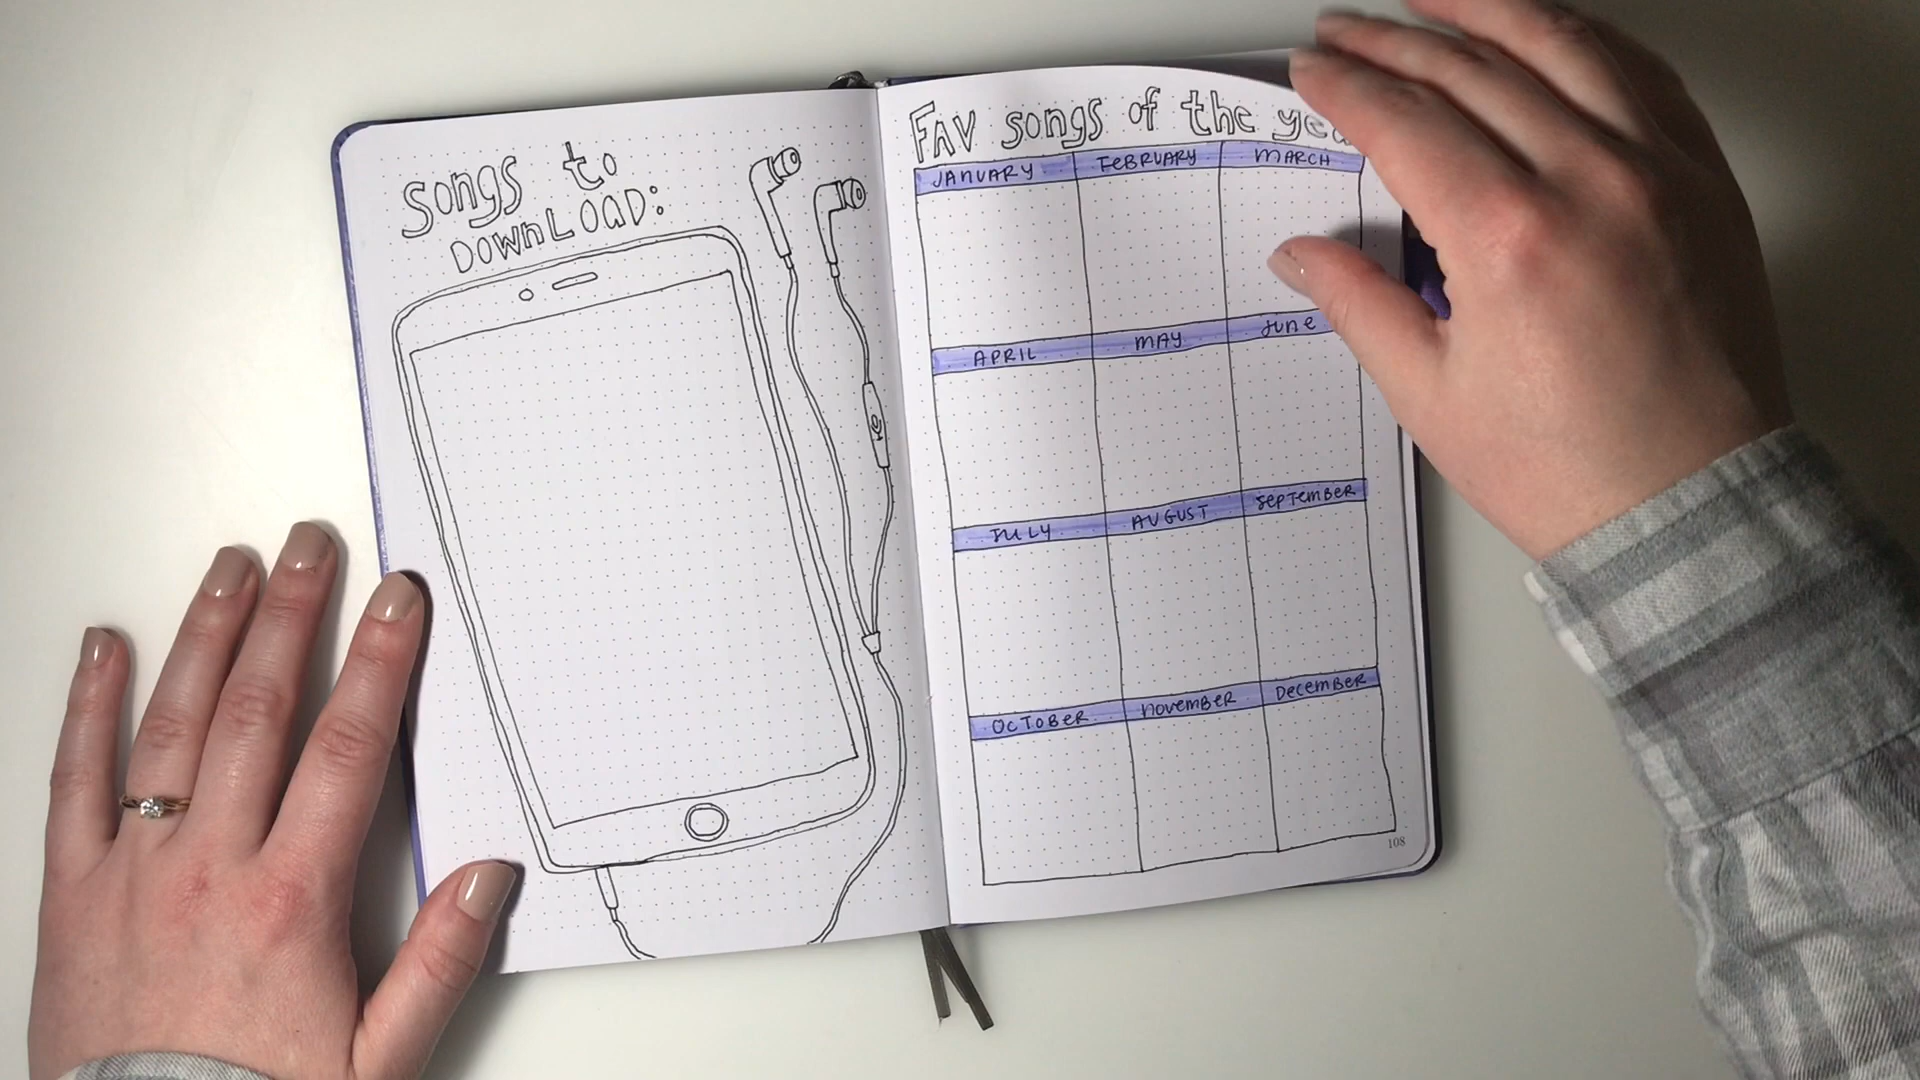 Songs to
DOWNLOAD:
FAV songs of the yea
JANUARY FEBRUARY MARCH
APRIL MAY June
JULY AUGUST September
OCTOBER November December
108